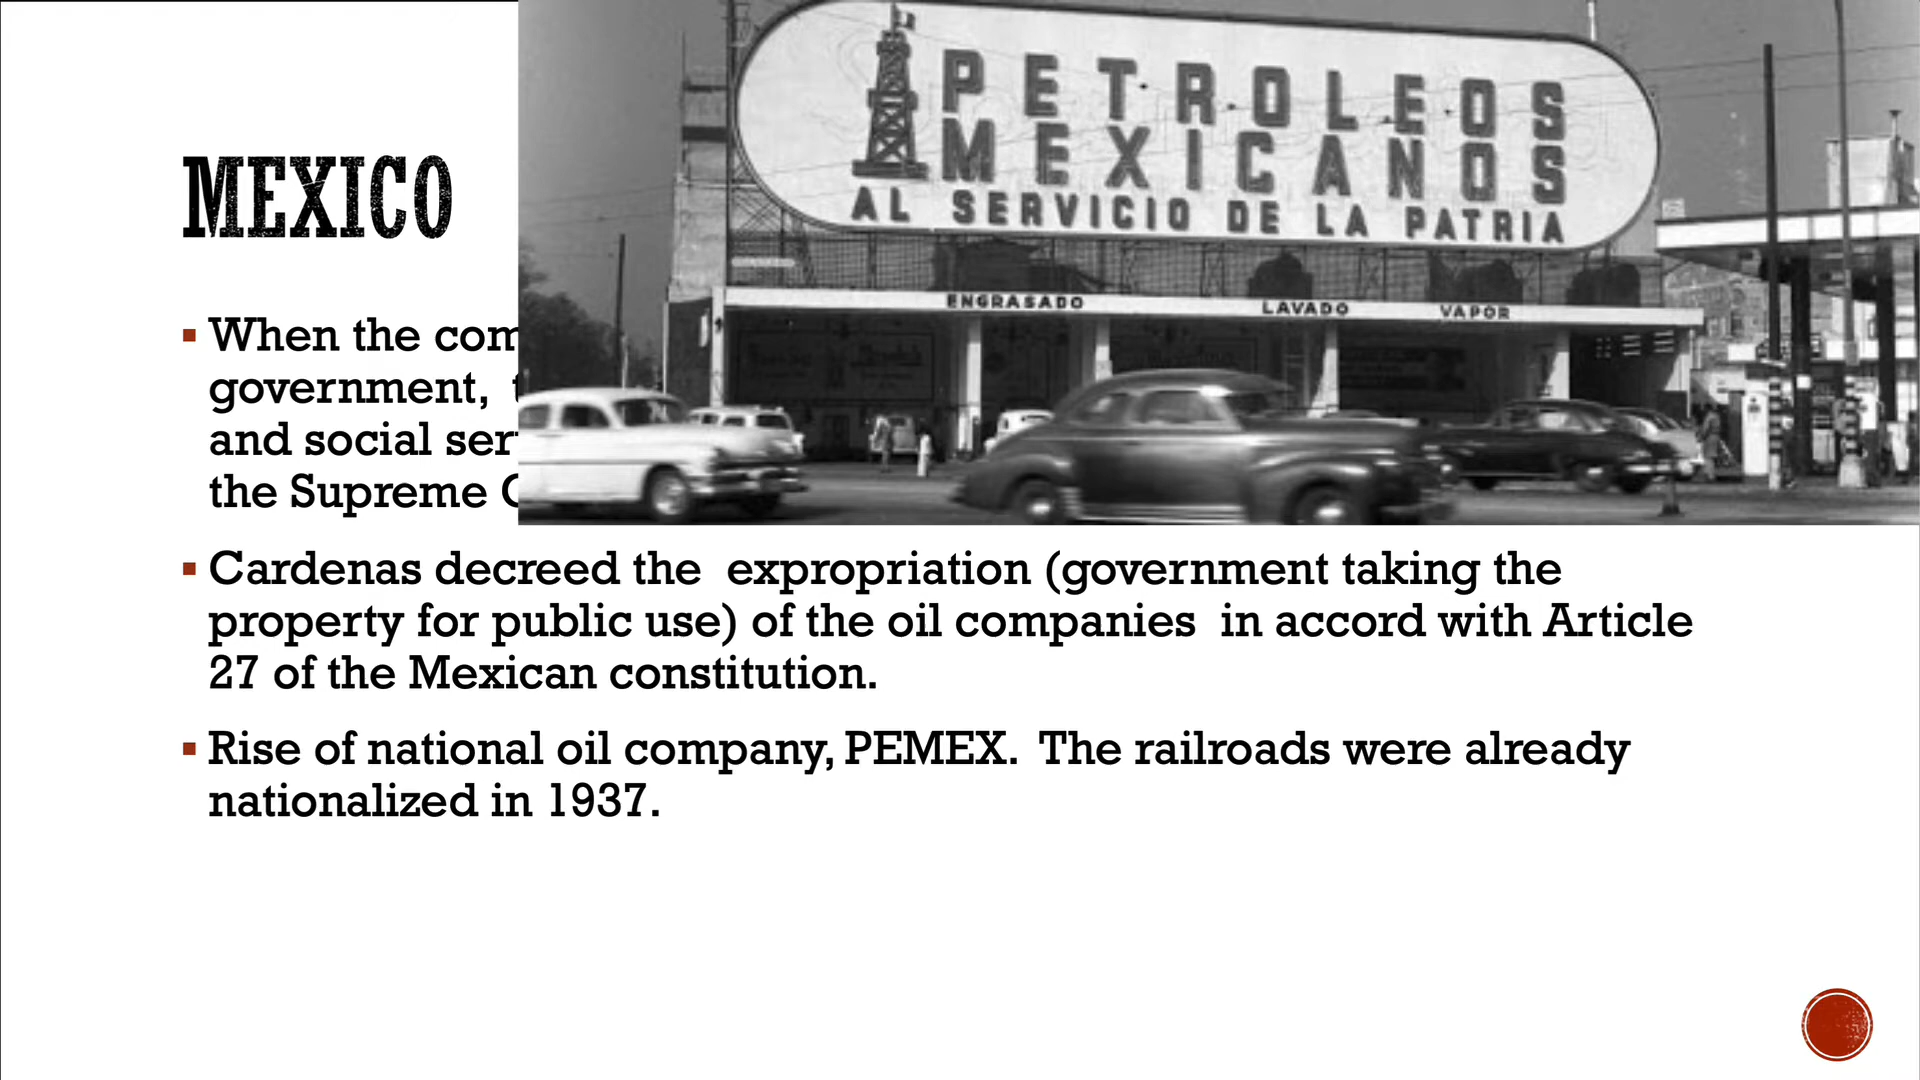 PETROLEOS
MEXICANOS
AL SERVICIO DE LA PATRIA
MEXICO
ENGRASADO LAVADO VAPOR
When the
government,
and social
the Supreme
Cardenas decreed the expropriation (government taking the
property for public use) of the oil companies in accord with Article
27 of the Mexican constitution.
Rise of national oil company, PEMEX. The railroads were already
nationalized in 1937.